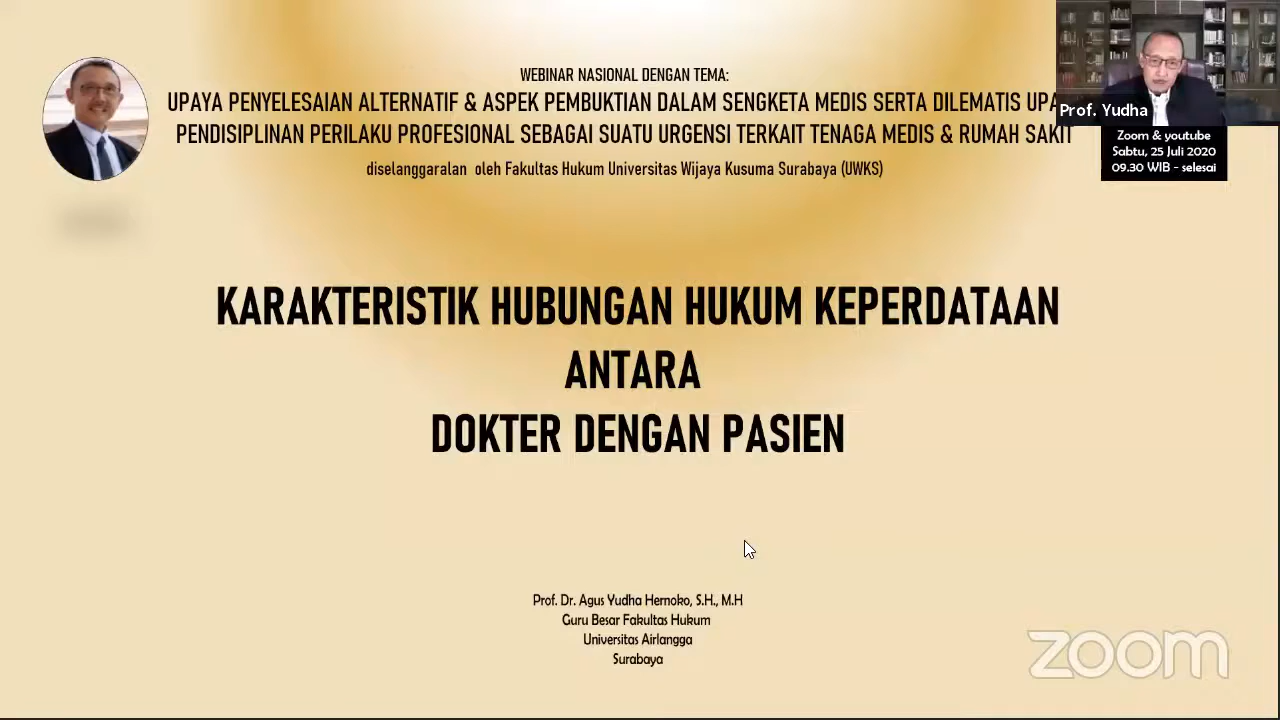 WEBINAR NASIONAL DENGAN TEMA:
UPAYA PENYELESAIAN ALTERNATIF & ASPEK PEMBUKTIAN DALAM SENGKETA MEDIS SERTA DILEMATIS
PENDISIPLINAN PERILAKU PROFESIONAL SEBAGAI SUATU URGENSI TERKAIT TENAGA MEDIS & RUMAH SAKIT
diselanggaralan oleh Fakultas Hukum Universitas Wijaya Kusuma Surabaya (UWKS)
Prof. Yudha
Zoom & youtube
Sabtu, 25 Juli 2020
09.30 WIB - selesai
KARAKTERISTIK HUBUNGAN HUKUM KEPERDATAAN
ANTARA
DOKTER DENGAN PASIEN
Prof. Dr. Agus Yudha Hernoko, S.H., M.H
Guru Besar Fakultas Hukum
Universitas Airlangga
Surabaya
zoom